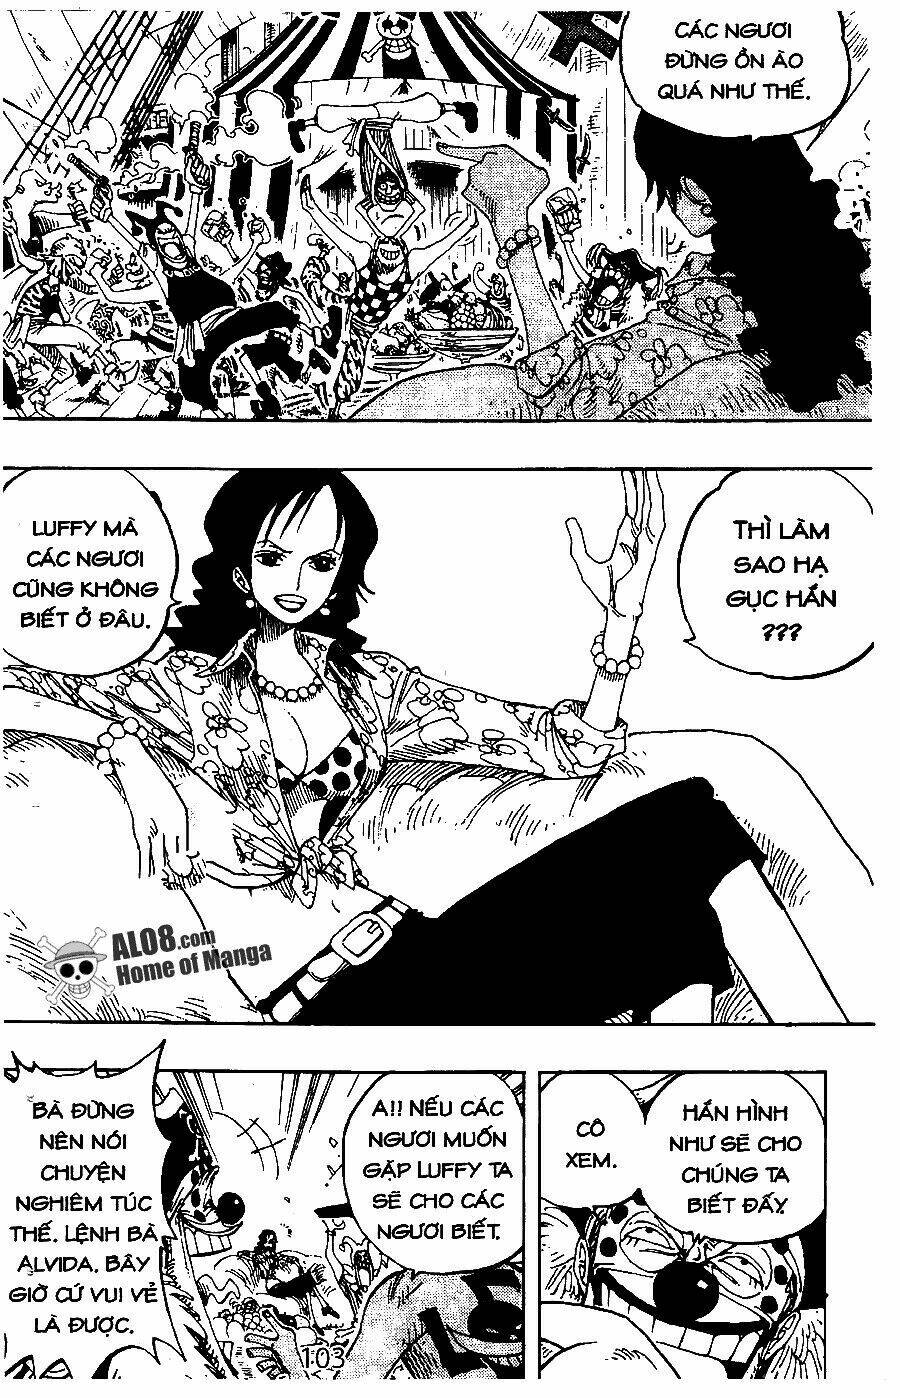 CÁC NGƯƠI
ĐỪNG ỒN ÀO
QUÁ NHƯ THẾ.
LUFFY MÀ
CÁC NGƯƠI
CŨNG KHÔNG
BIẾT Ở ĐÂU.
THÌ LÀM
SAO HẠ
GỤC HẮN
???
AL08.com
Home of Manga
BÀ ĐỪNG
NÊN NÓI
CHUYỆN
NGHIÊM TÚC
THẾ. LỆNH BÀ
ALVIDA. BÂY
GIỜ CỨ VUI VẺ
LÀ ĐƯỢC.
A!! NẾU CÁC
NGƯƠI MUỐN
GẶP LUFFY TA
SẼ CHO CÁC
NGƯƠI BIẾT.
CÔ
XEM.
HẮN HÌNH
NHƯ SẼ CHO
CHÚNG TA
BIẾT ĐẤY
103